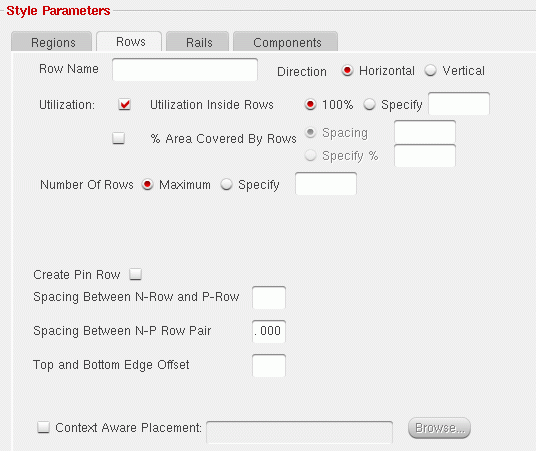 Style Parameters
Regions Rows Rails Components
Row Name Direction Horizontal Vertical
Utilization: Utilization Inside Rows 100% Specify
% Area Covered By Rows Spacing
Specify %
Number Of Rows Maximum Specify
Create Pin Row
Spacing Between N-Row and P-Row
Spacing Between N-P Row Pair .000
Top and Bottom Edge Offset
Context Aware Placement: Browse...